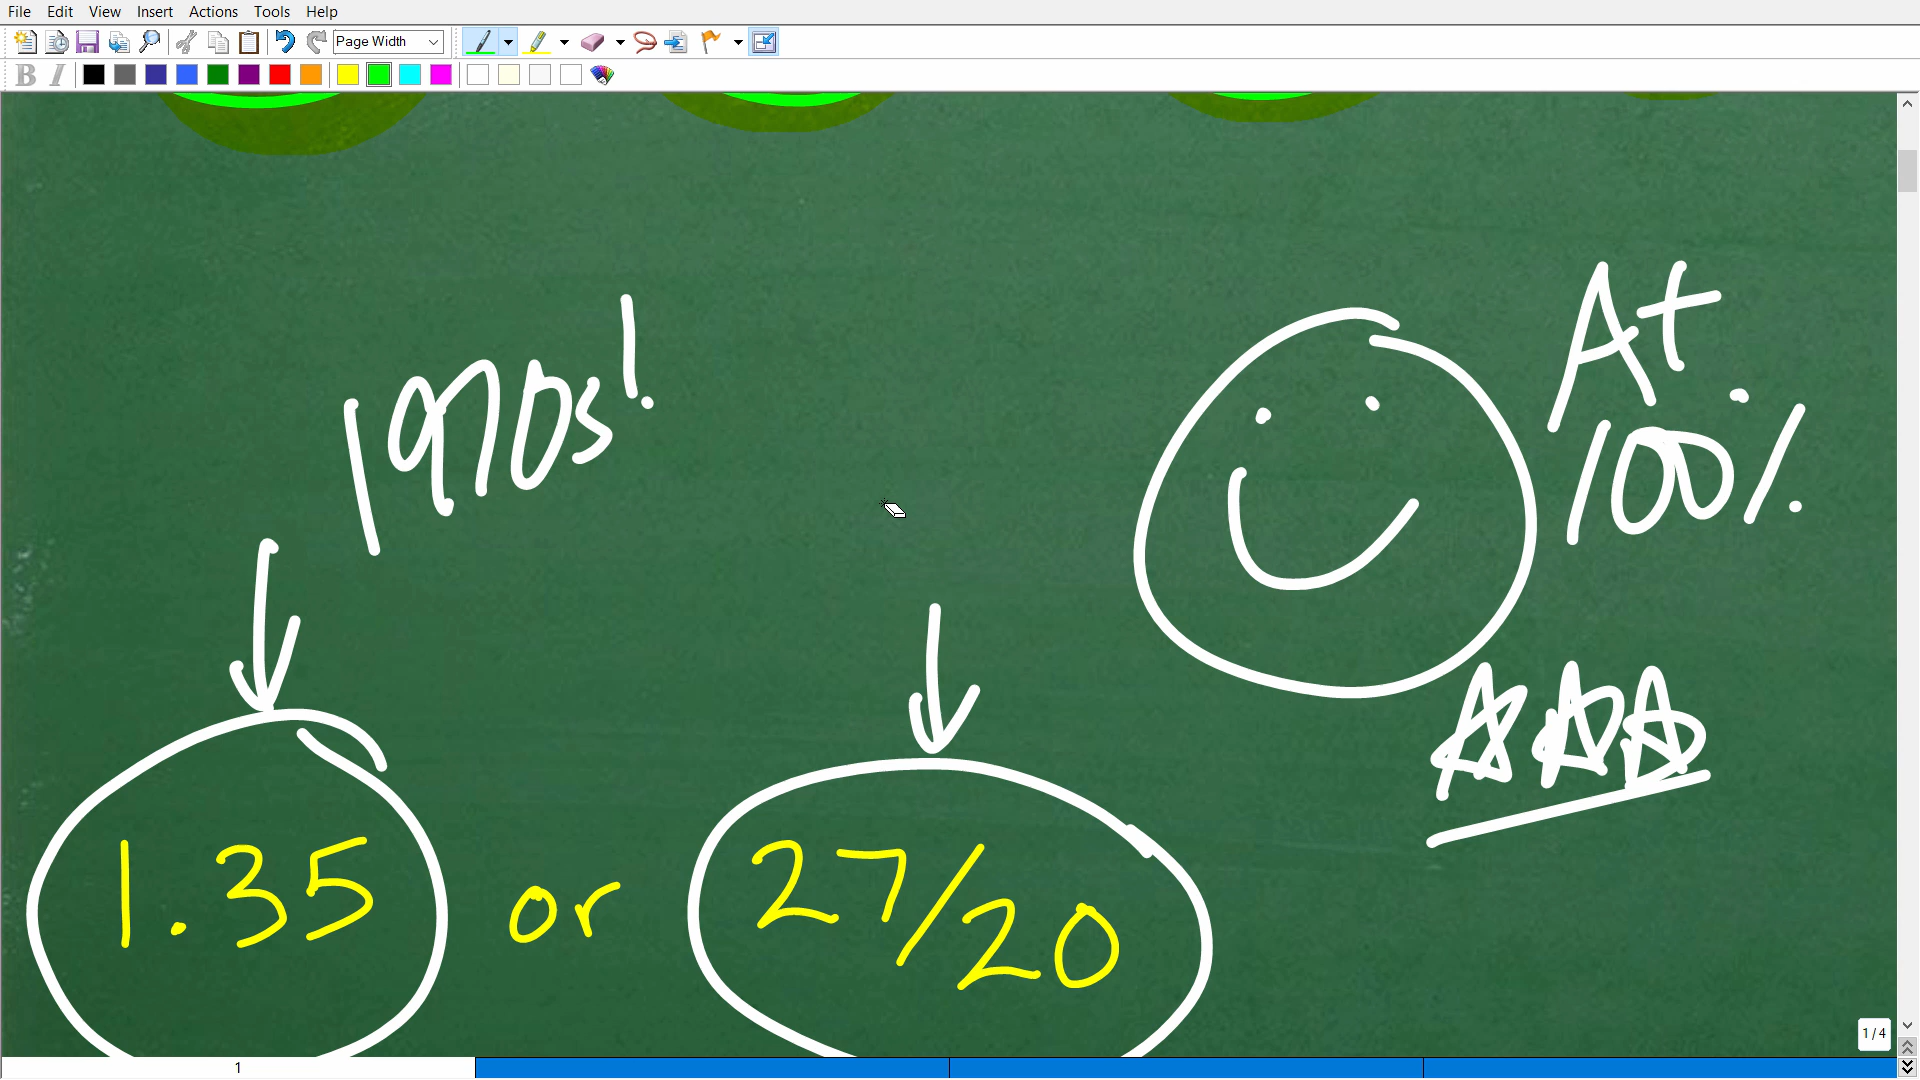 File Edit View Insert Actions Tools Help
Page Width
B I
1970s!
A+
100%
1.35 or 27/20
1/4
1